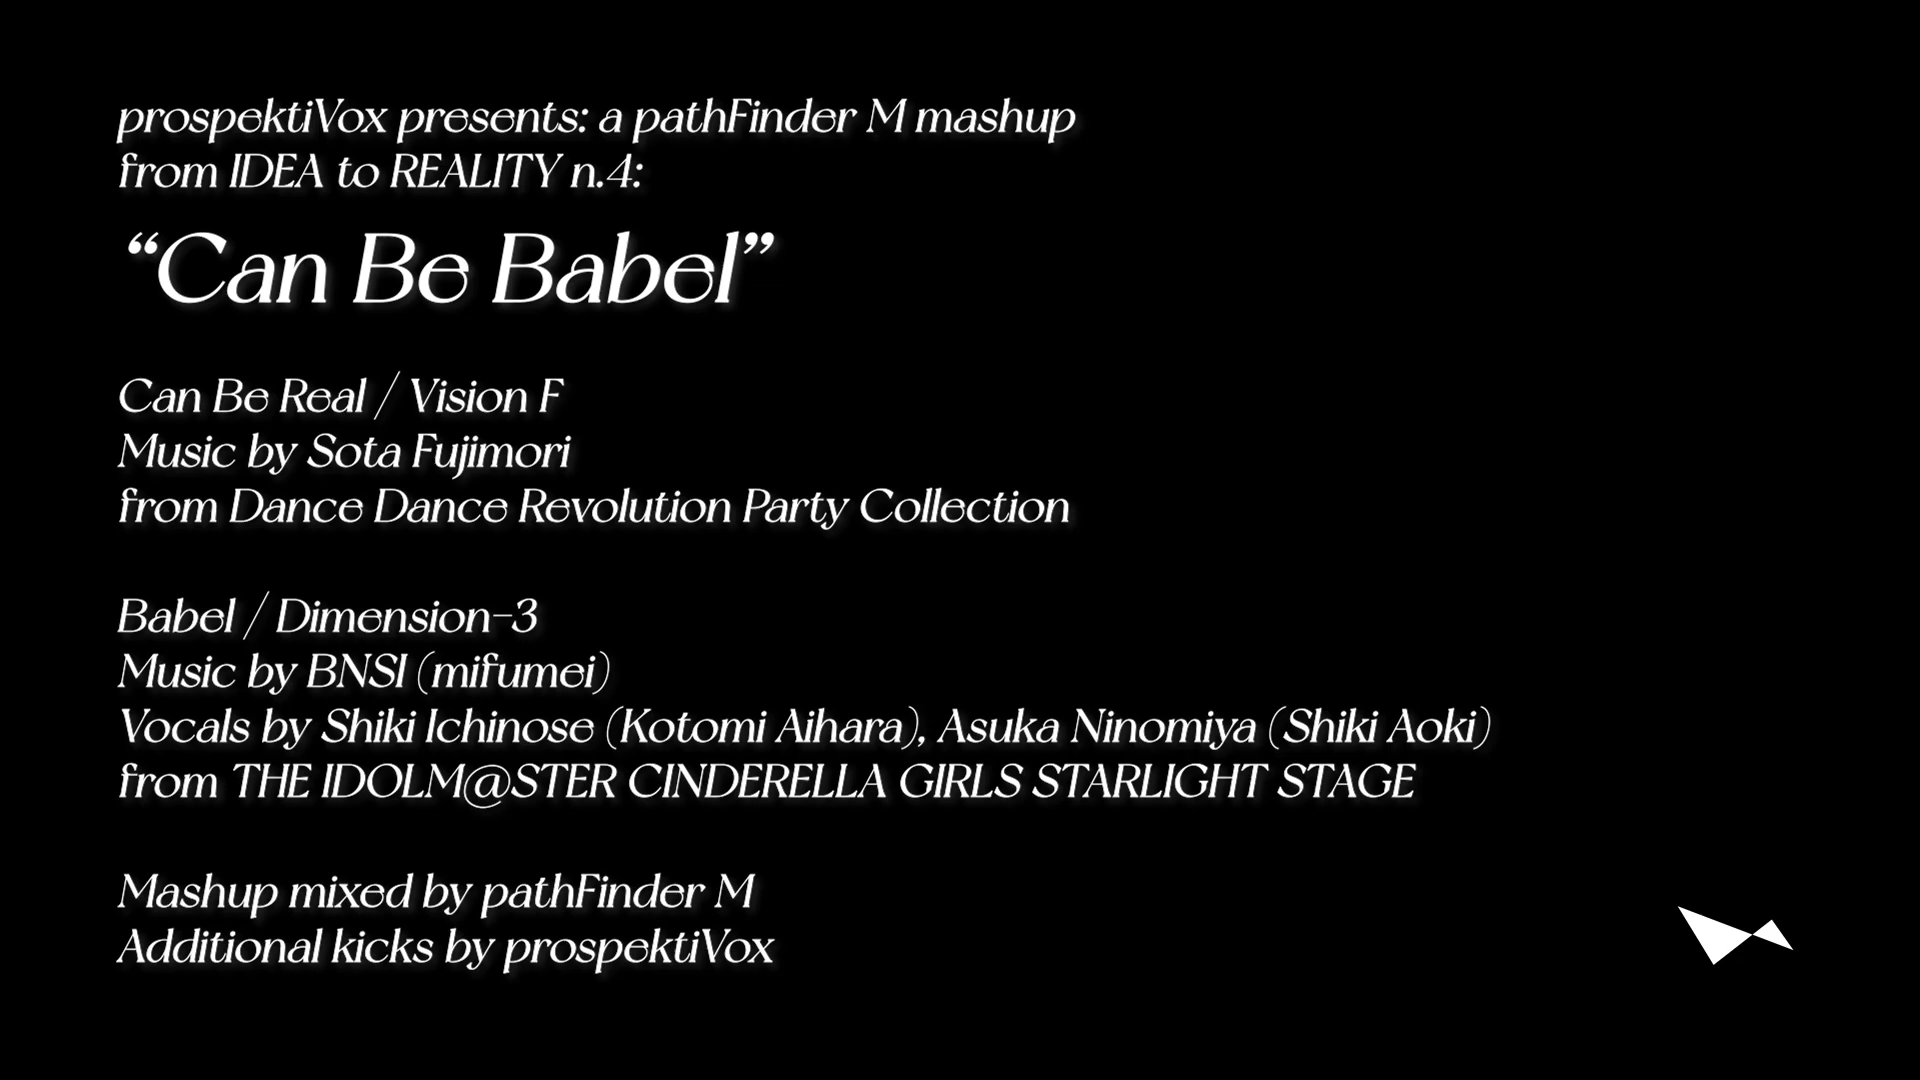 prospektiVox presents: a pathFinder M mashup
from IDEA to REALITY n.4:
“Can Be Babel”
Can Be Real / Vision F
Music by Sota Fujimori
from Dance Dance Revolution Party Collection
Babel / Dimension-3
Music by BNSI (mifumei)
Vocals by Shiki Ichinose (Kotomi Aihara), Asuka Ninomiya (Shiki Aoki)
from THE IDOLM@STER CINDERELLA GIRLS STARLIGHT STAGE
Mashup mixed by pathFinder M
Additional kicks by prospektiVox